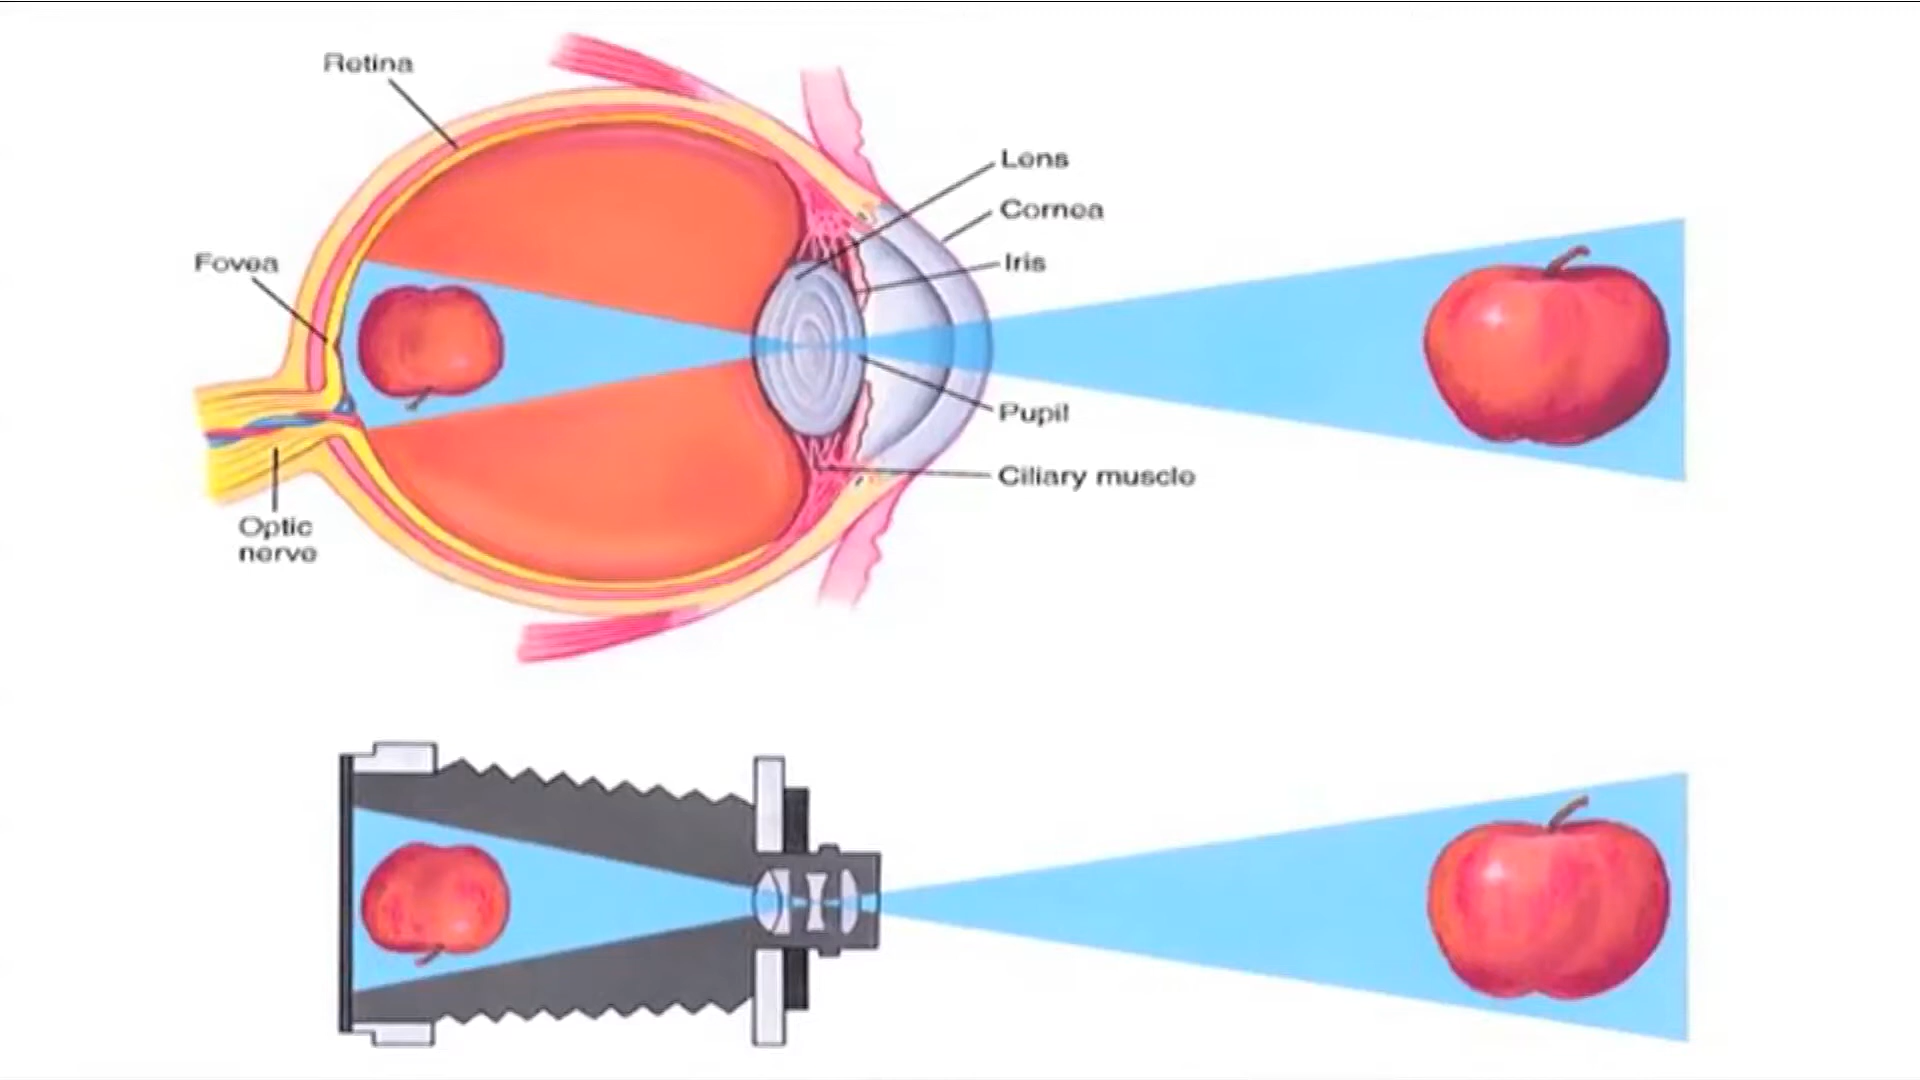 Retina
Lens
Cornea
Fovea
Iris
Pupil
Ciliary muscle
Optic
nerve